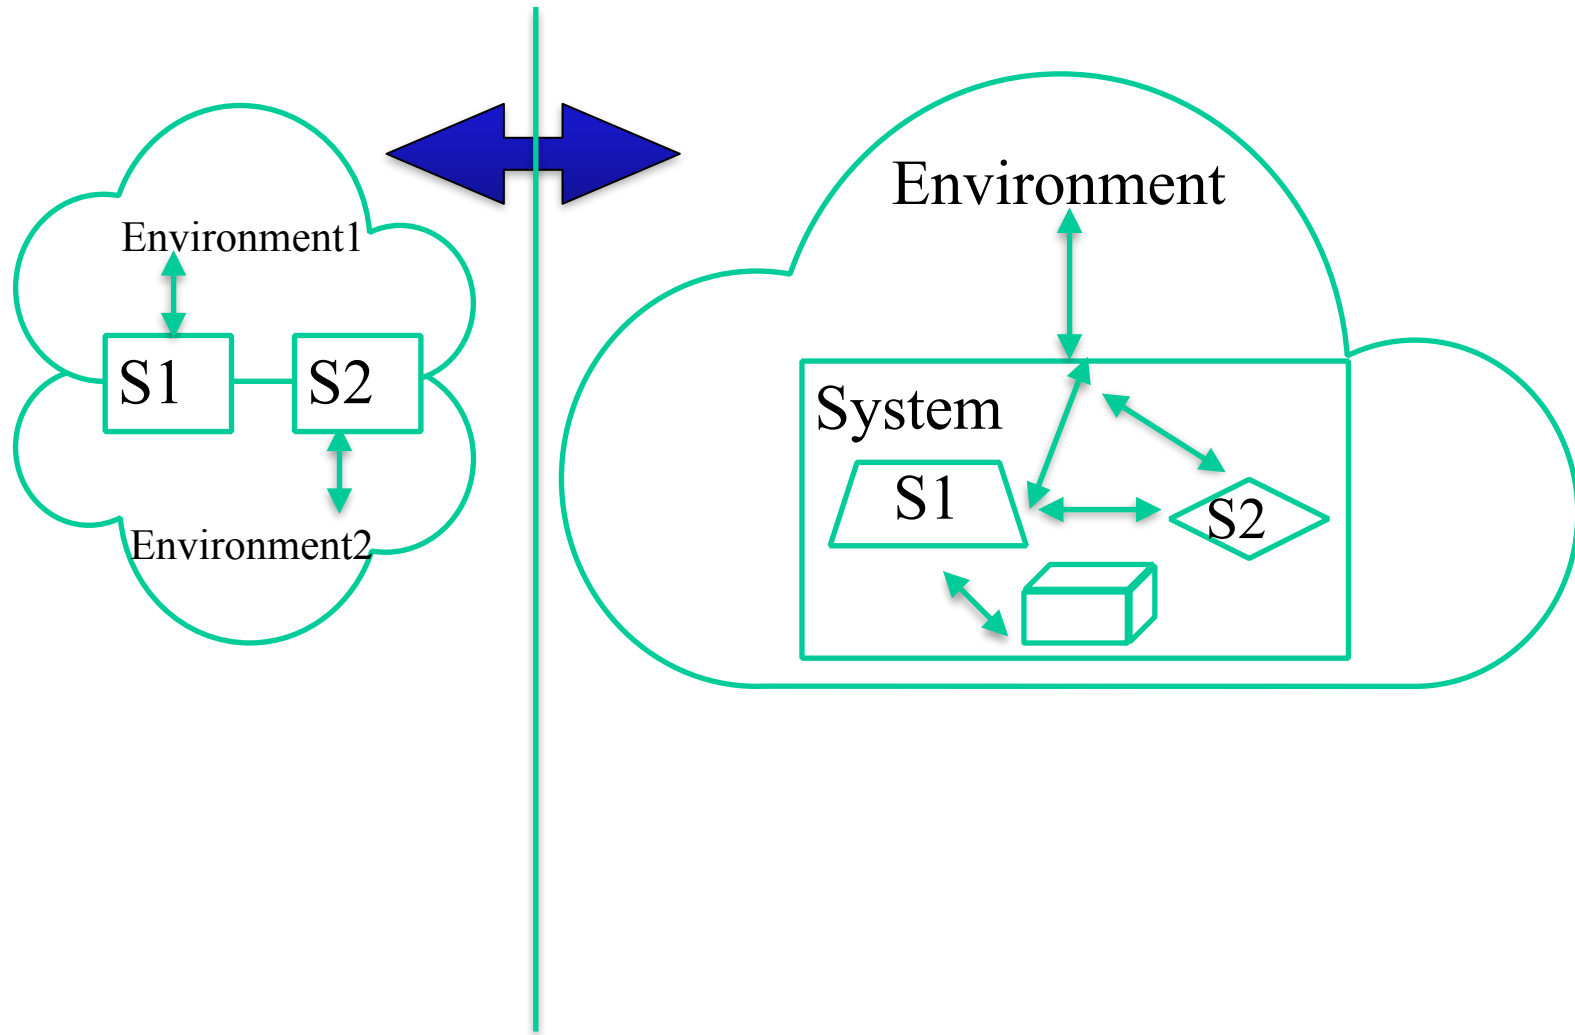 Environment1
S1
S2
Environment2
Environment
System
S1
S2